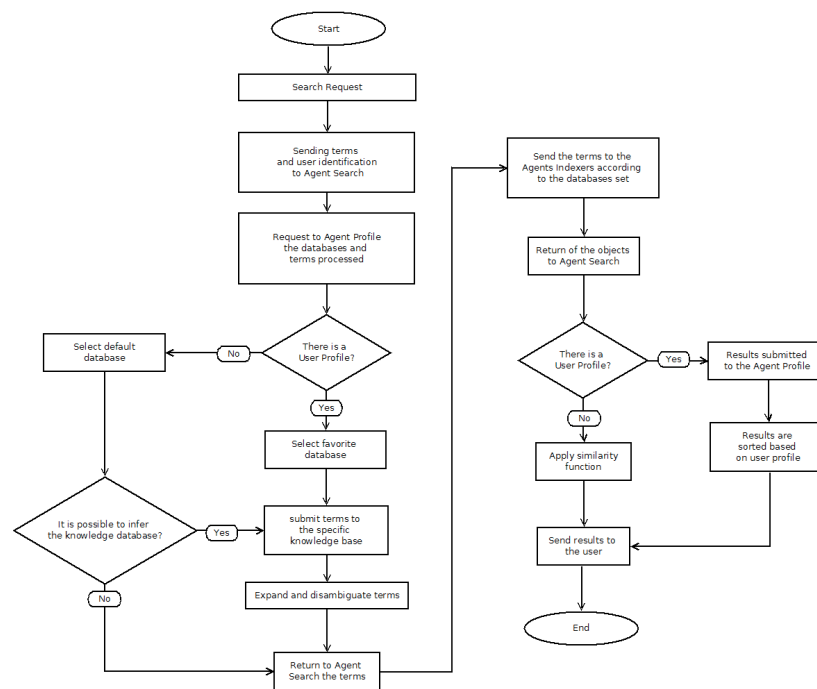 Start
Search Request
Sending terms
and user identification
to Agent Search
Request to Agent Profile
the databases and
terms processed
There is a
User Profile?
No
Select default
database
Yes
Select favorite
database
It is possible to infer
the knowledge database?
Yes
submit terms to
the specific
knowledge base
No
Expand and disambiguate terms
Return to Agent
Search the terms
Send the terms to the
Agents Indexers according
to the databases set
Return of the objects
to Agent Search
There is a
User Profile?
Yes
Results submitted
to the Agent Profile
No
Results are
sorted based
on user profile
Apply similarity
function
Send results to
the user
End